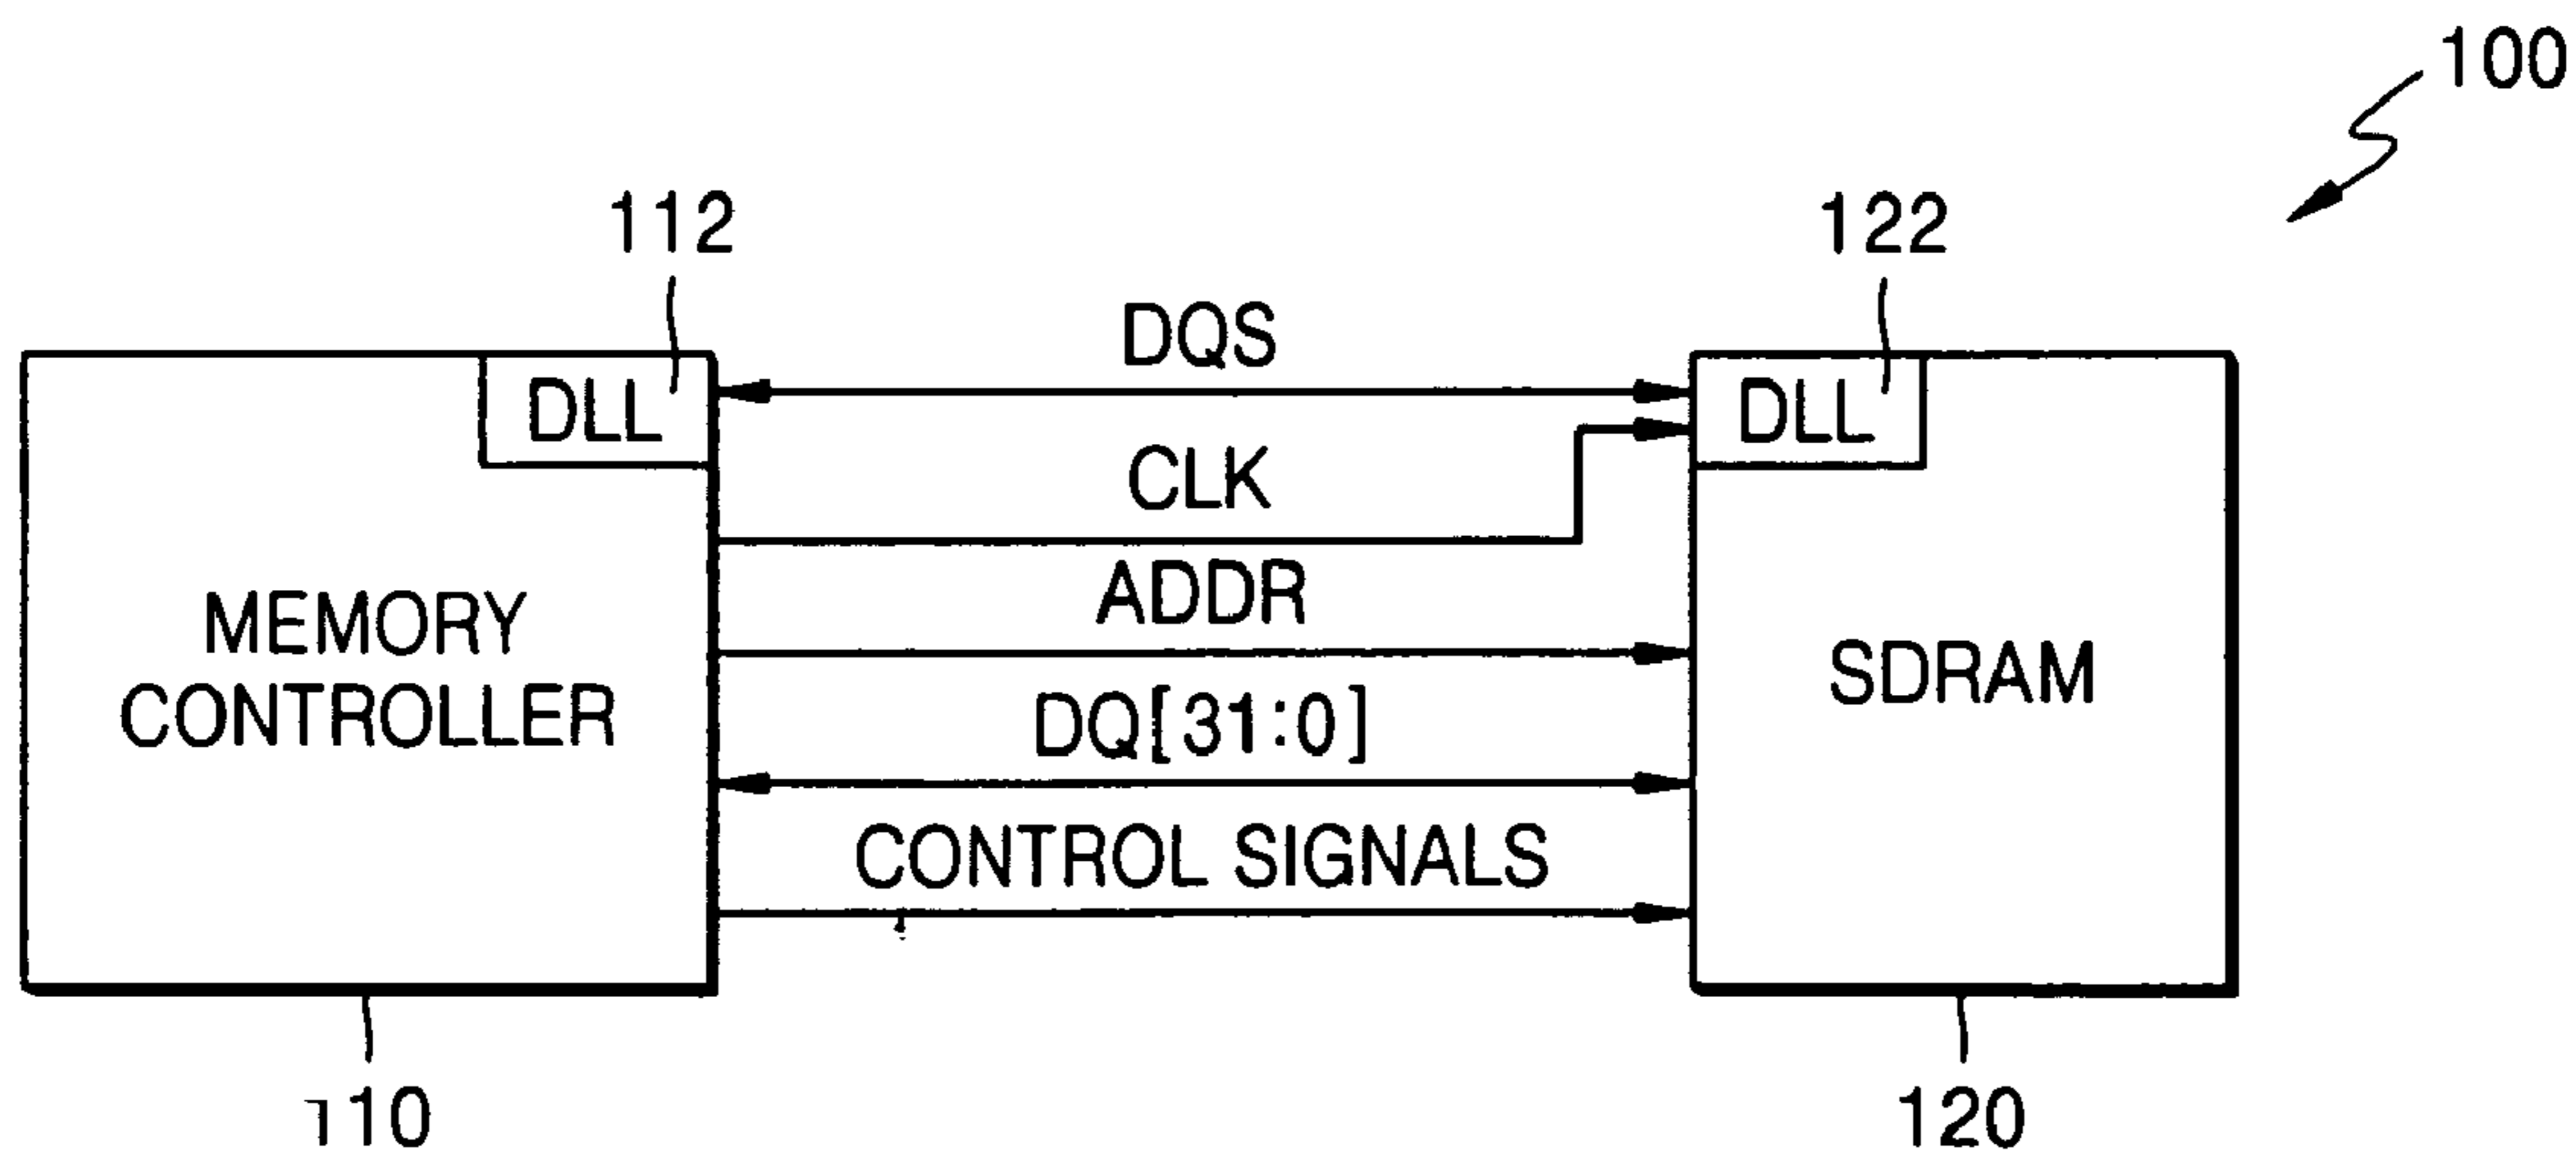 100
112
122
DQS
DLL
DLL
CLK
ADDR
MEMORY
CONTROLLER
SDRAM
DQ[31:0]
CONTROL SIGNALS
110
120